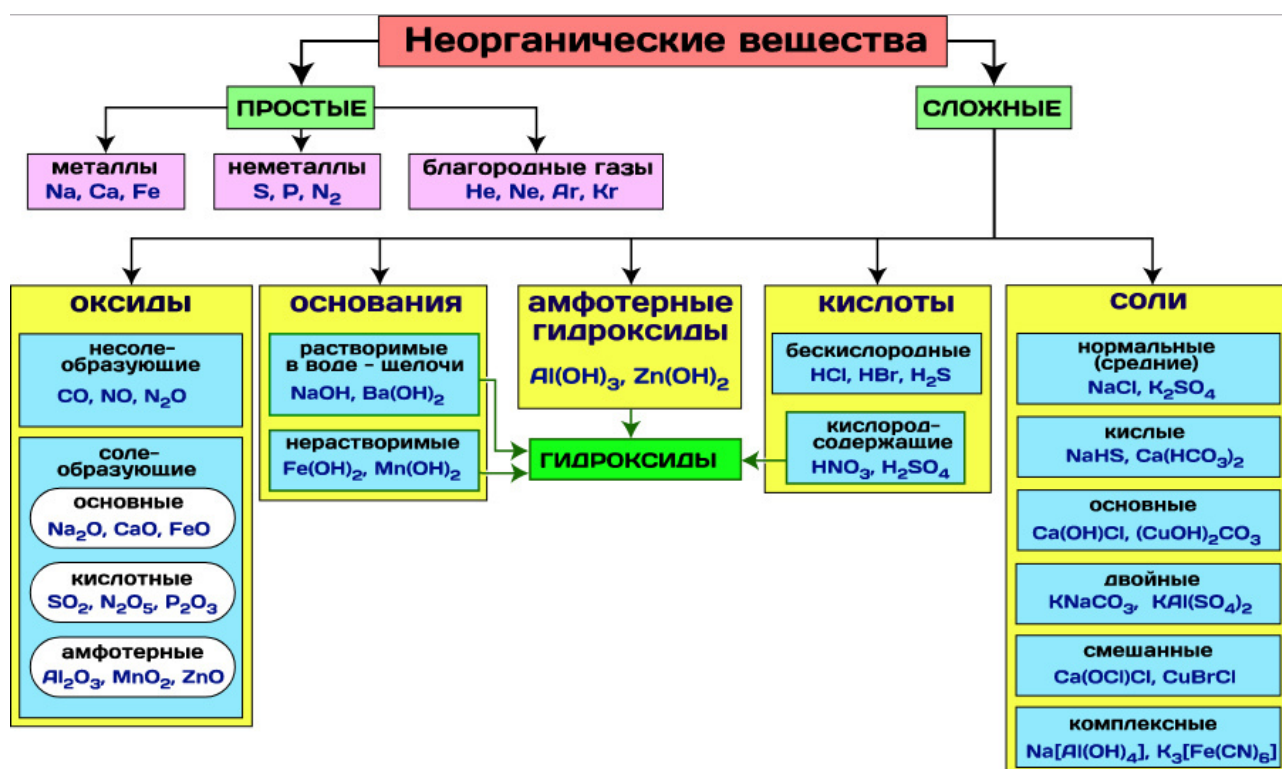 Неорганические вещества
ПРОСТЫЕ
СЛОЖНЫЕ
металлы
Na, Ca, Fe
неметаллы
S, P, N₂
благородные газы
He, Ne, Ar, Kr
оксиды
несоле-
образующие
CO, NO, N₂O
соле-
образующие
основные
Na₂O, CaO, FeO
кислотные
SO₂, N₂O₅, P₂O₃
амфотерные
Al₂O₃, MnO₂, ZnO
основания
растворимые
в воде - щелочи
NaOH, Ba(OH)₂
нерастворимые
Fe(OH)₂, Mn(OH)₂
амфотерные
гидроксиды
Al(OH)₃, Zn(OH)₂
ГИДРОКСИДЫ
кислоты
бескислородные
HCl, HBr, H₂S
кислород-
содержащие
HNO₃, H₂SO₄
соли
нормальные
(средние)
NaCl, K₂SO₄
кислые
NaHS, Ca(HCO₃)₂
основные
Ca(OH)Cl, (CuOH)₂CO₃
двойные
KNaCO₃, KAl(SO₄)₂
смешанные
Ca(OCl)Cl, CuBrCl
комплексные
Na[Al(OH)₄], K₃[Fe(CN)₆]